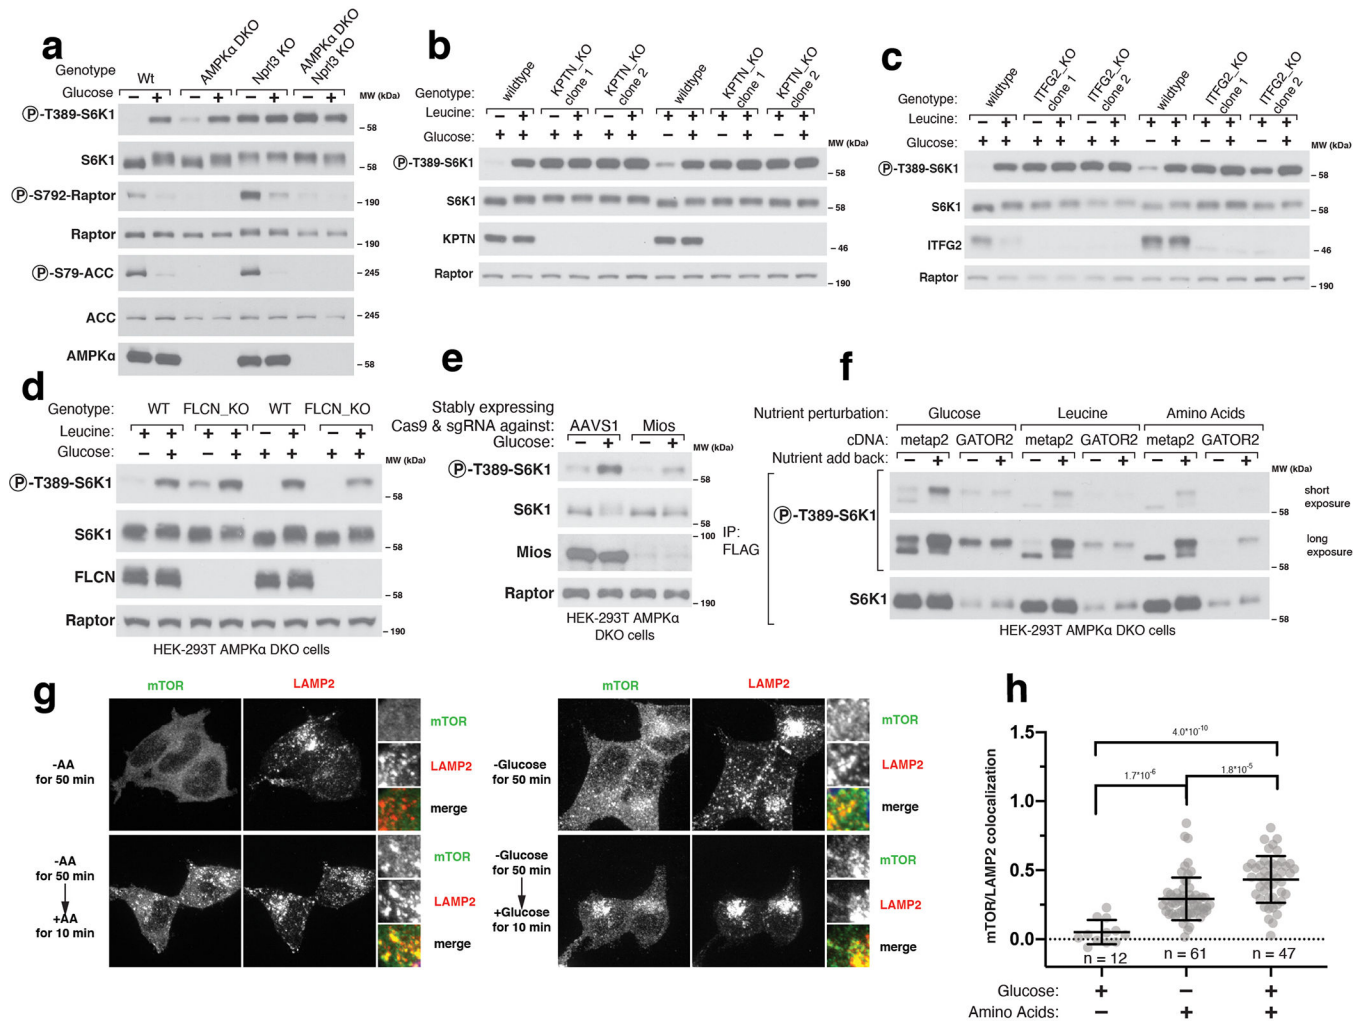 a
Genotype
Wt
AMPKα DKO
Nprl3 KO
AMPKα DKO
Nprl3 KO
Glucose
– + – + – + – +
MW (kDa)
Ⓟ-T389-S6K1
– 58
S6K1
– 58
Ⓟ-S792-Raptor
– 190
Raptor
– 190
Ⓟ-S79-ACC
– 245
ACC
– 245
AMPKα
– 58
b
Genotype:
wildtype
KPTN_KO
clone 1
KPTN_KO
clone 2
wildtype
KPTN_KO
clone 1
KPTN_KO
clone 2
Leucine:
– + – + – + + + + + + +
Glucose:
+ + + + + + – + – + – +
MW (kDa)
Ⓟ-T389-S6K1
– 58
S6K1
– 58
KPTN
– 46
Raptor
– 190
c
Genotype:
wildtype
ITFG2_KO
clone 1
ITFG2_KO
clone 2
wildtype
ITFG2_KO
clone 1
ITFG2_KO
clone 2
Leucine:
– + – + – + + + + + + +
Glucose:
+ + + + + + – + – + – +
MW (kDa)
Ⓟ-T389-S6K1
– 58
S6K1
– 58
ITFG2
– 46
Raptor
– 190
d
Genotype:
WT FLCN_KO WT FLCN_KO
Leucine:
+ + + + – + – +
Glucose:
– + – + + + + +
MW (kDa)
Ⓟ-T389-S6K1
– 58
S6K1
– 58
FLCN
– 58
Raptor
– 190
HEK-293T AMPKα DKO cells
e
Stably expressing
Cas9 & sgRNA against:
AAVS1 Mios
Glucose:
– + – +
MW (kDa)
Ⓟ-T389-S6K1
– 58
S6K1
– 58
– 100
Mios
Raptor
– 190
HEK-293T AMPKα
DKO cells
f
Nutrient perturbation:
Glucose Leucine Amino Acids
cDNA:
metap2 GATOR2 metap2 GATOR2 metap2 GATOR2
Nutrient add back:
– + – + – + – + – + – +
MW (kDa)
IP:
FLAG
Ⓟ-T389-S6K1
short
exposure
– 58
long
exposure
– 58
S6K1
– 58
HEK-293T AMPKα DKO cells
g
mTOR LAMP2
-AA
for 50 min
mTOR
LAMP2
merge
-AA
for 50 min
+AA
for 10 min
mTOR
LAMP2
merge
mTOR LAMP2
-Glucose
for 50 min
mTOR
LAMP2
merge
-Glucose
for 50 min
+Glucose
for 10 min
mTOR
LAMP2
merge
h
mTOR/LAMP2 colocalization
1.5
1.0
0.5
0.0
4.0*10⁻¹⁰
1.7*10⁻⁶
1.8*10⁻⁵
n = 12 n = 61 n = 47
Glucose: + – +
Amino Acids: – + +